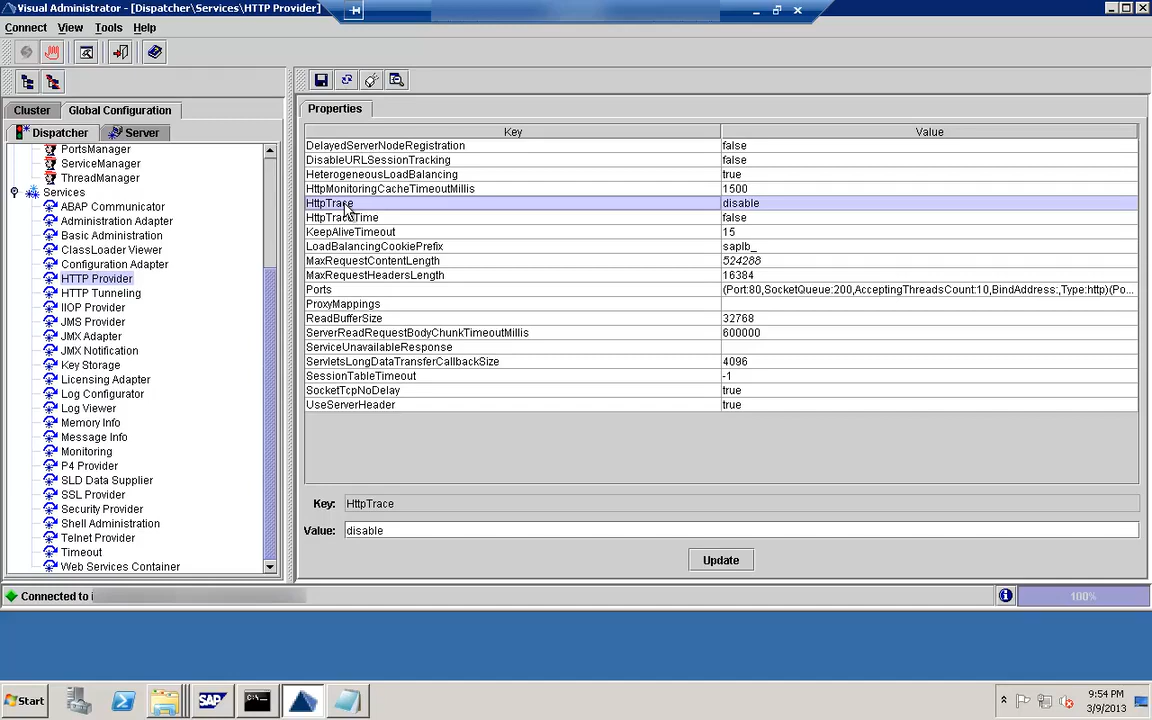 Visual Administrator - [Dispatcher\Services\HTTP Provider]
Connect View Tools Help
Cluster Global Configuration
Dispatcher Server
PortsManager
ServiceManager
ThreadManager
Services
ABAP Communicator
Administration Adapter
Basic Administration
ClassLoader Viewer
Configuration Adapter
HTTP Provider
HTTP Tunneling
IIOP Provider
JMS Provider
JMX Adapter
JMX Notification
Key Storage
Licensing Adapter
Log Configurator
Log Viewer
Memory Info
Message Info
Monitoring
P4 Provider
SLD Data Supplier
SSL Provider
Security Provider
Shell Administration
Telnet Provider
Timeout
Web Services Container
Properties
Key Value
DelayedServerNodeRegistration false
DisableURLSessionTracking false
HeterogeneousLoadBalancing true
HttpMonitoringCacheTimeoutMillis 1500
HttpTrace disable
HttpTraceTime false
KeepAliveTimeout 15
LoadBalancingCookiePrefix saplb_
MaxRequestContentLength 524288
MaxRequestHeadersLength 16384
Ports (Port:80,SocketQueue:200,AcceptingThreadsCount:10,BindAddress:,Type:http)(Po...
ProxyMappings
ReadBufferSize 32768
ServerReadRequestBodyChunkTimeoutMillis 600000
ServiceUnavailableResponse
ServletsLongDataTransferCallbackSize 4096
SessionTableTimeout -1
SocketTcpNoDelay true
UseServerHeader true
Key: HttpTrace
Value: disable
Update
Connected to i
100%
Start
SAP
9:54 PM
3/9/2013